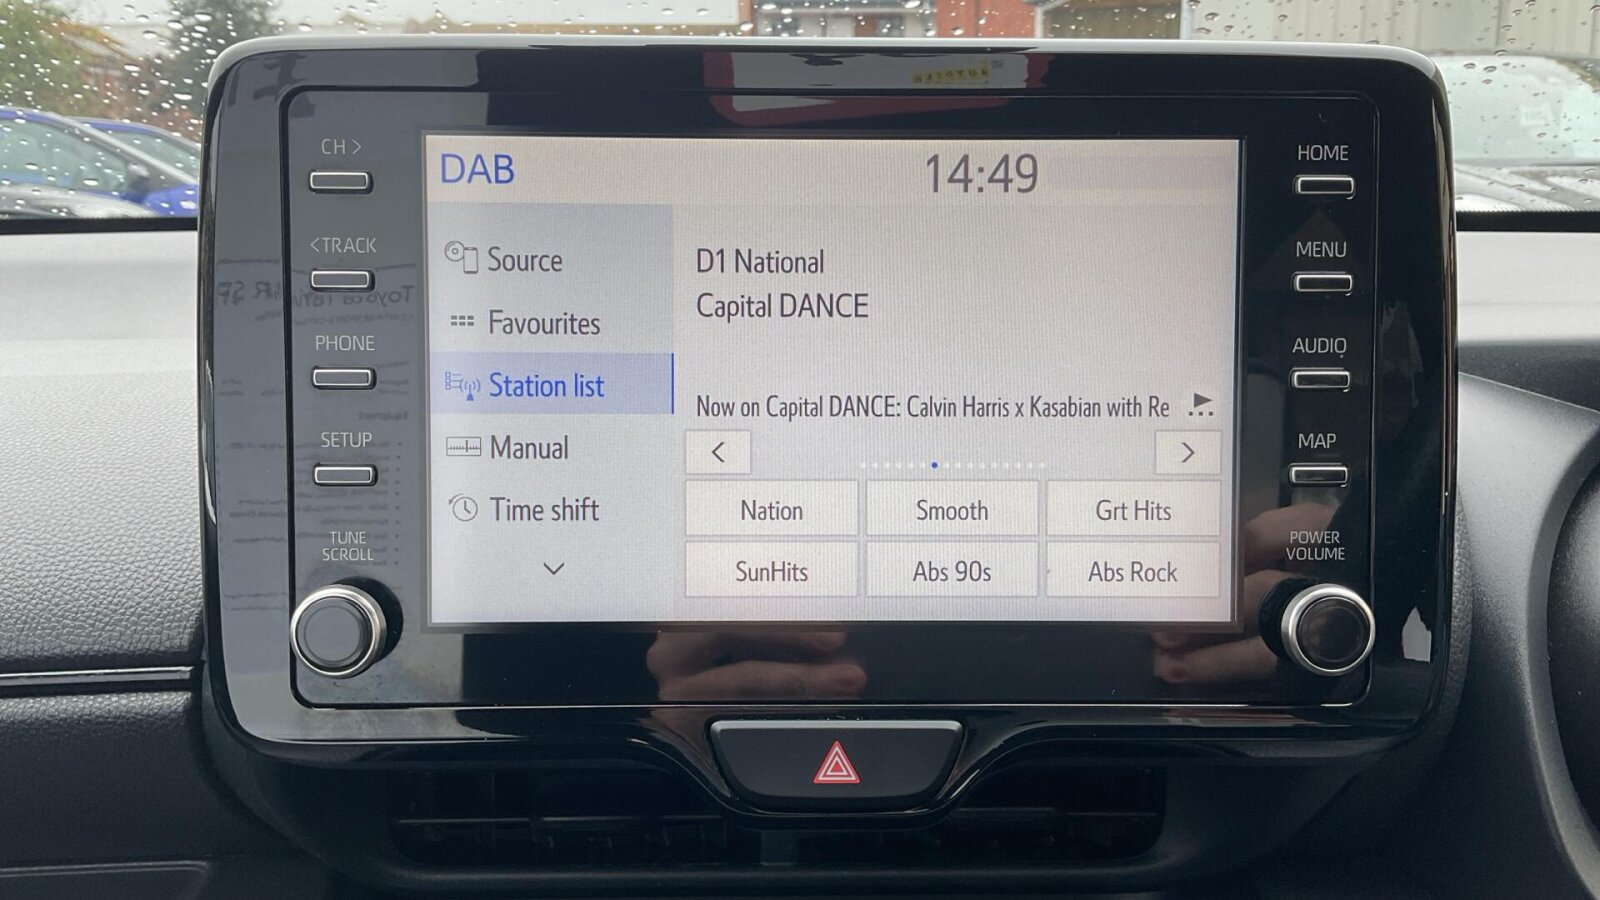 CH >
<TRACK
PHONE
SETUP
TUNE
SCROLL
DAB
14:49
Source
Favourites
Station list
Manual
Time shift
D1 National
Capital DANCE
Now on Capital DANCE: Calvin Harris x Kasabian with Re
Nation
Smooth
Grt Hits
SunHits
Abs 90s
Abs Rock
HOME
MENU
AUDIO
MAP
POWER
VOLUME